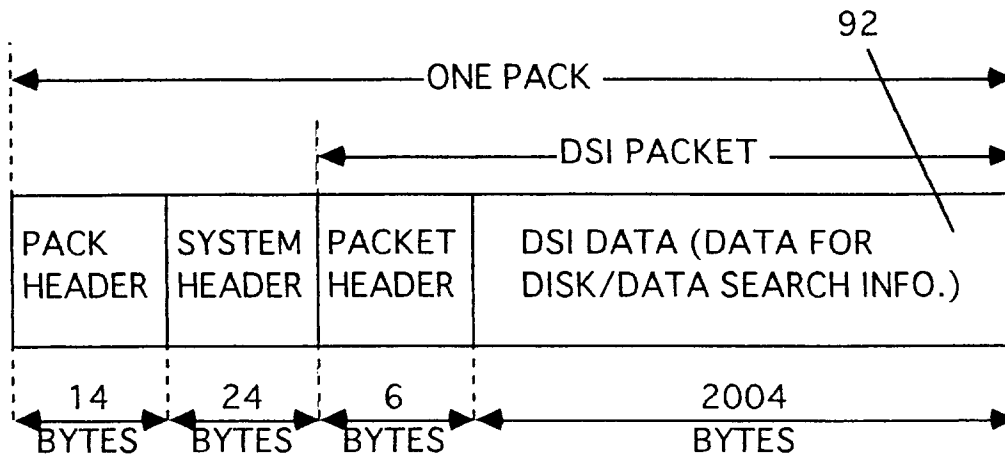 92
ONE PACK
DSI PACKET
PACK HEADER
SYSTEM HEADER
PACKET HEADER
DSI DATA (DATA FOR
DISK/DATA SEARCH INFO.)
14 BYTES
24 BYTES
6 BYTES
2004 BYTES